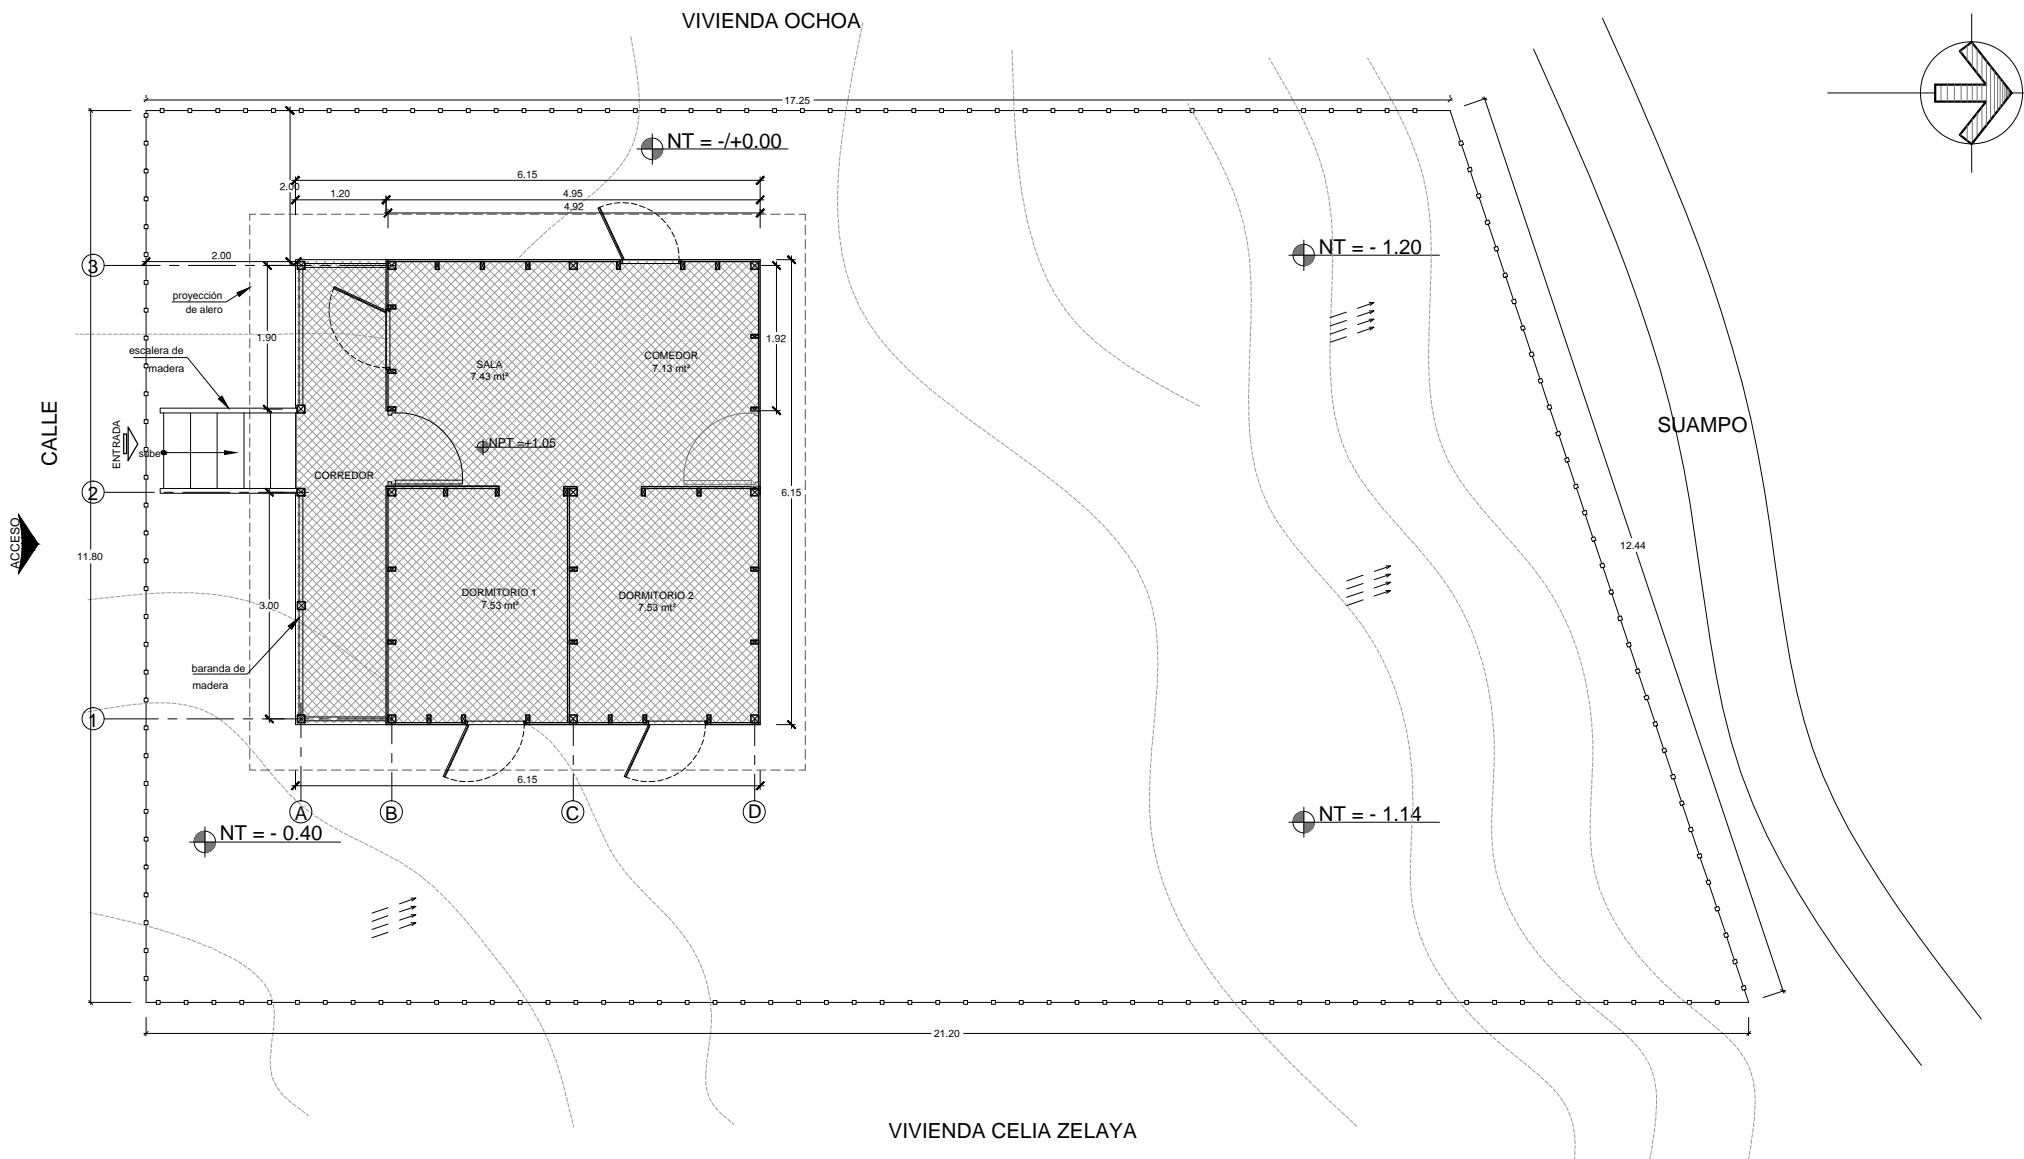 VIVIENDA OCHOA
17.25
NT = -/+0.00
6.15
2.00
1.20
4.95
4.92
NT = - 1.20
3
2.00
proyección
de alero
1.90
1.92
escalera de
madera
SALA
7.43 mt²
COMEDOR
7.13 mt²
CALLE
ENTRADA
sube
NPT =+1.05
SUAMPO
CORREDOR
2
6.15
ACCESO
11.80
12.44
DORMITORIO 1
7.53 mt²
DORMITORIO 2
7.53 mt²
3.00
baranda de
madera
1
6.15
A
B
C
D
NT = - 0.40
NT = - 1.14
21.20
VIVIENDA CELIA ZELAYA